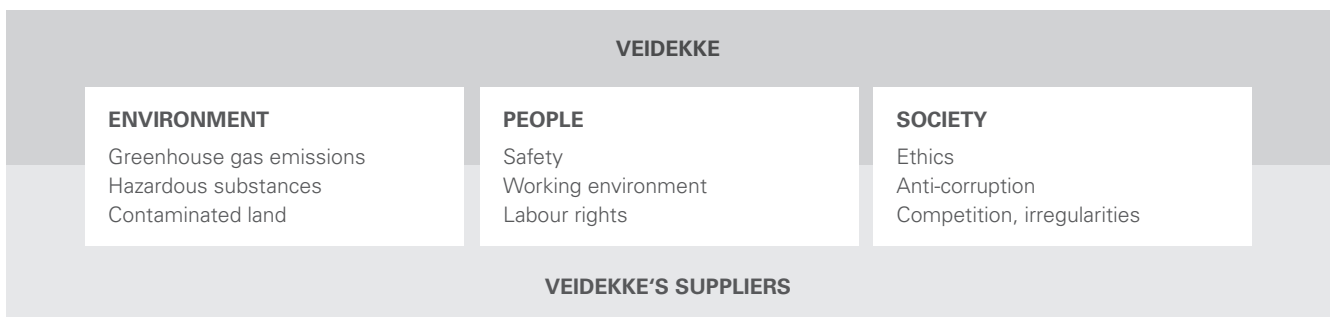 VEIDEKKE
ENVIRONMENT
Greenhouse gas emissions
Hazardous substances
Contaminated land
PEOPLE
Safety
Working environment
Labour rights
SOCIETY
Ethics
Anti-corruption
Competition, irregularities
VEIDEKKE‘S SUPPLIERS